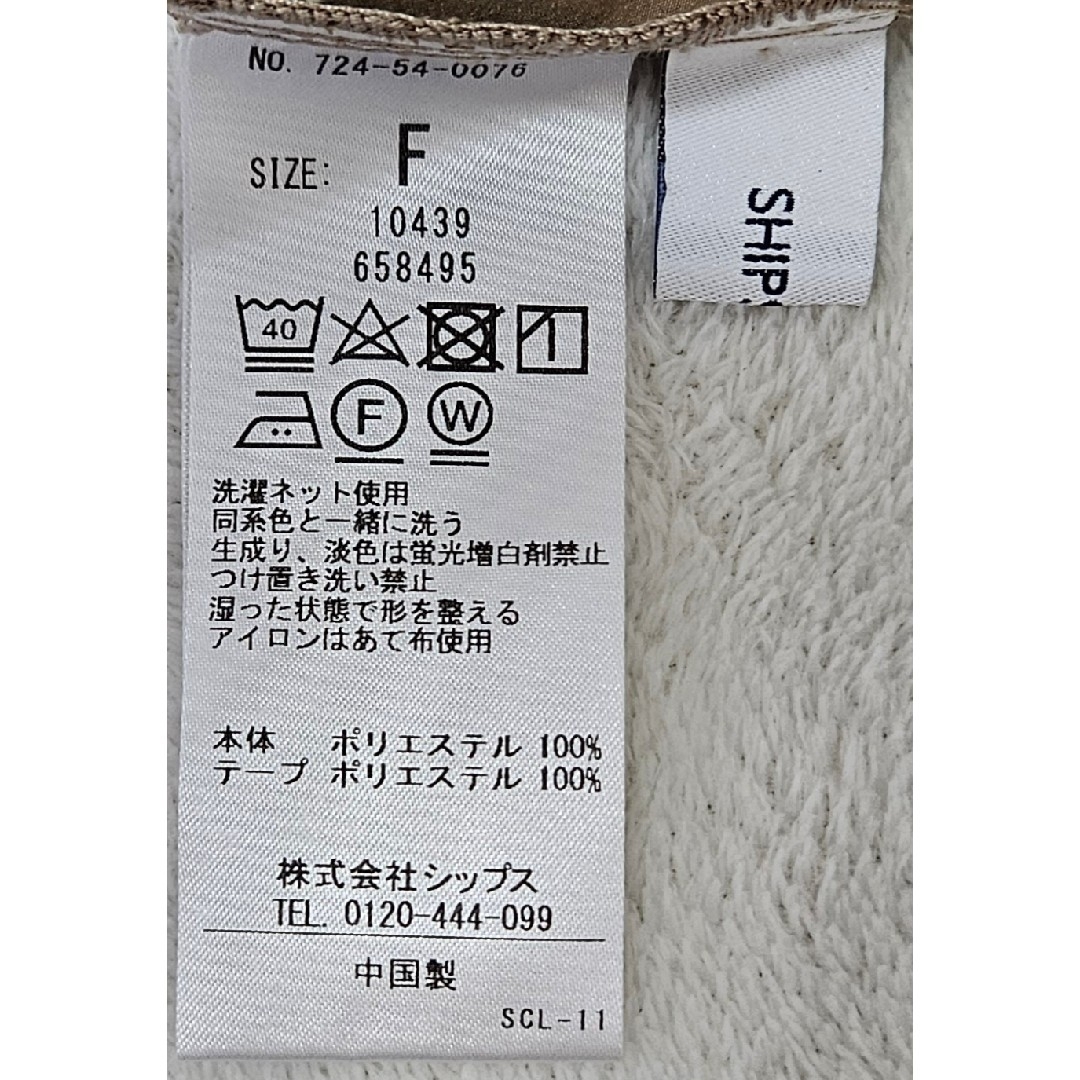 NO. 724-54-0076
SIZE: F
10439
658495
40
F W
洗濯ネット使用
同系色と一緒に洗う
生成り、淡色は蛍光増白剤禁止
つけ置き洗い禁止
湿った状態で形を整える
アイロンはあて布使用
本体 ポリエステル 100%
テープ ポリエステル 100%
株式会社シップス
TEL. 0120-444-099
中国製
SCL-11
SHIPS